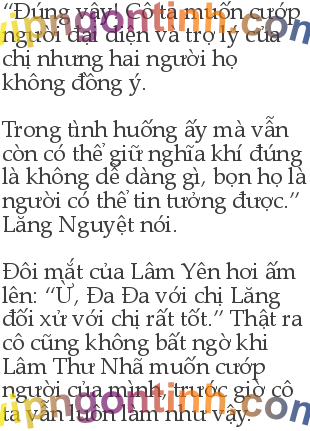 “Đúng vậy! Cô ta muốn cướp
người đại diện và trợ lý của
chị nhưng hai người họ
không đồng ý.
Trong tình huống ấy mà vẫn
còn có thể giữ nghĩa khí đúng
là không dễ dàng gì, bọn họ là
người có thể tin tưởng được.”
Lăng Nguyệt nói.
Đôi mắt của Lâm Yên hơi ấm
lên: “Ừ, Đa Đa với chị Lăng
đối xử với chị rất tốt.” Thật ra
cô cũng không bất ngờ khi
Lâm Thư Nhã muốn cướp
người của mình, trước giờ cô
ta vẫn luôn làm như vậy.
vipngontinh.com
vipngontinh.com